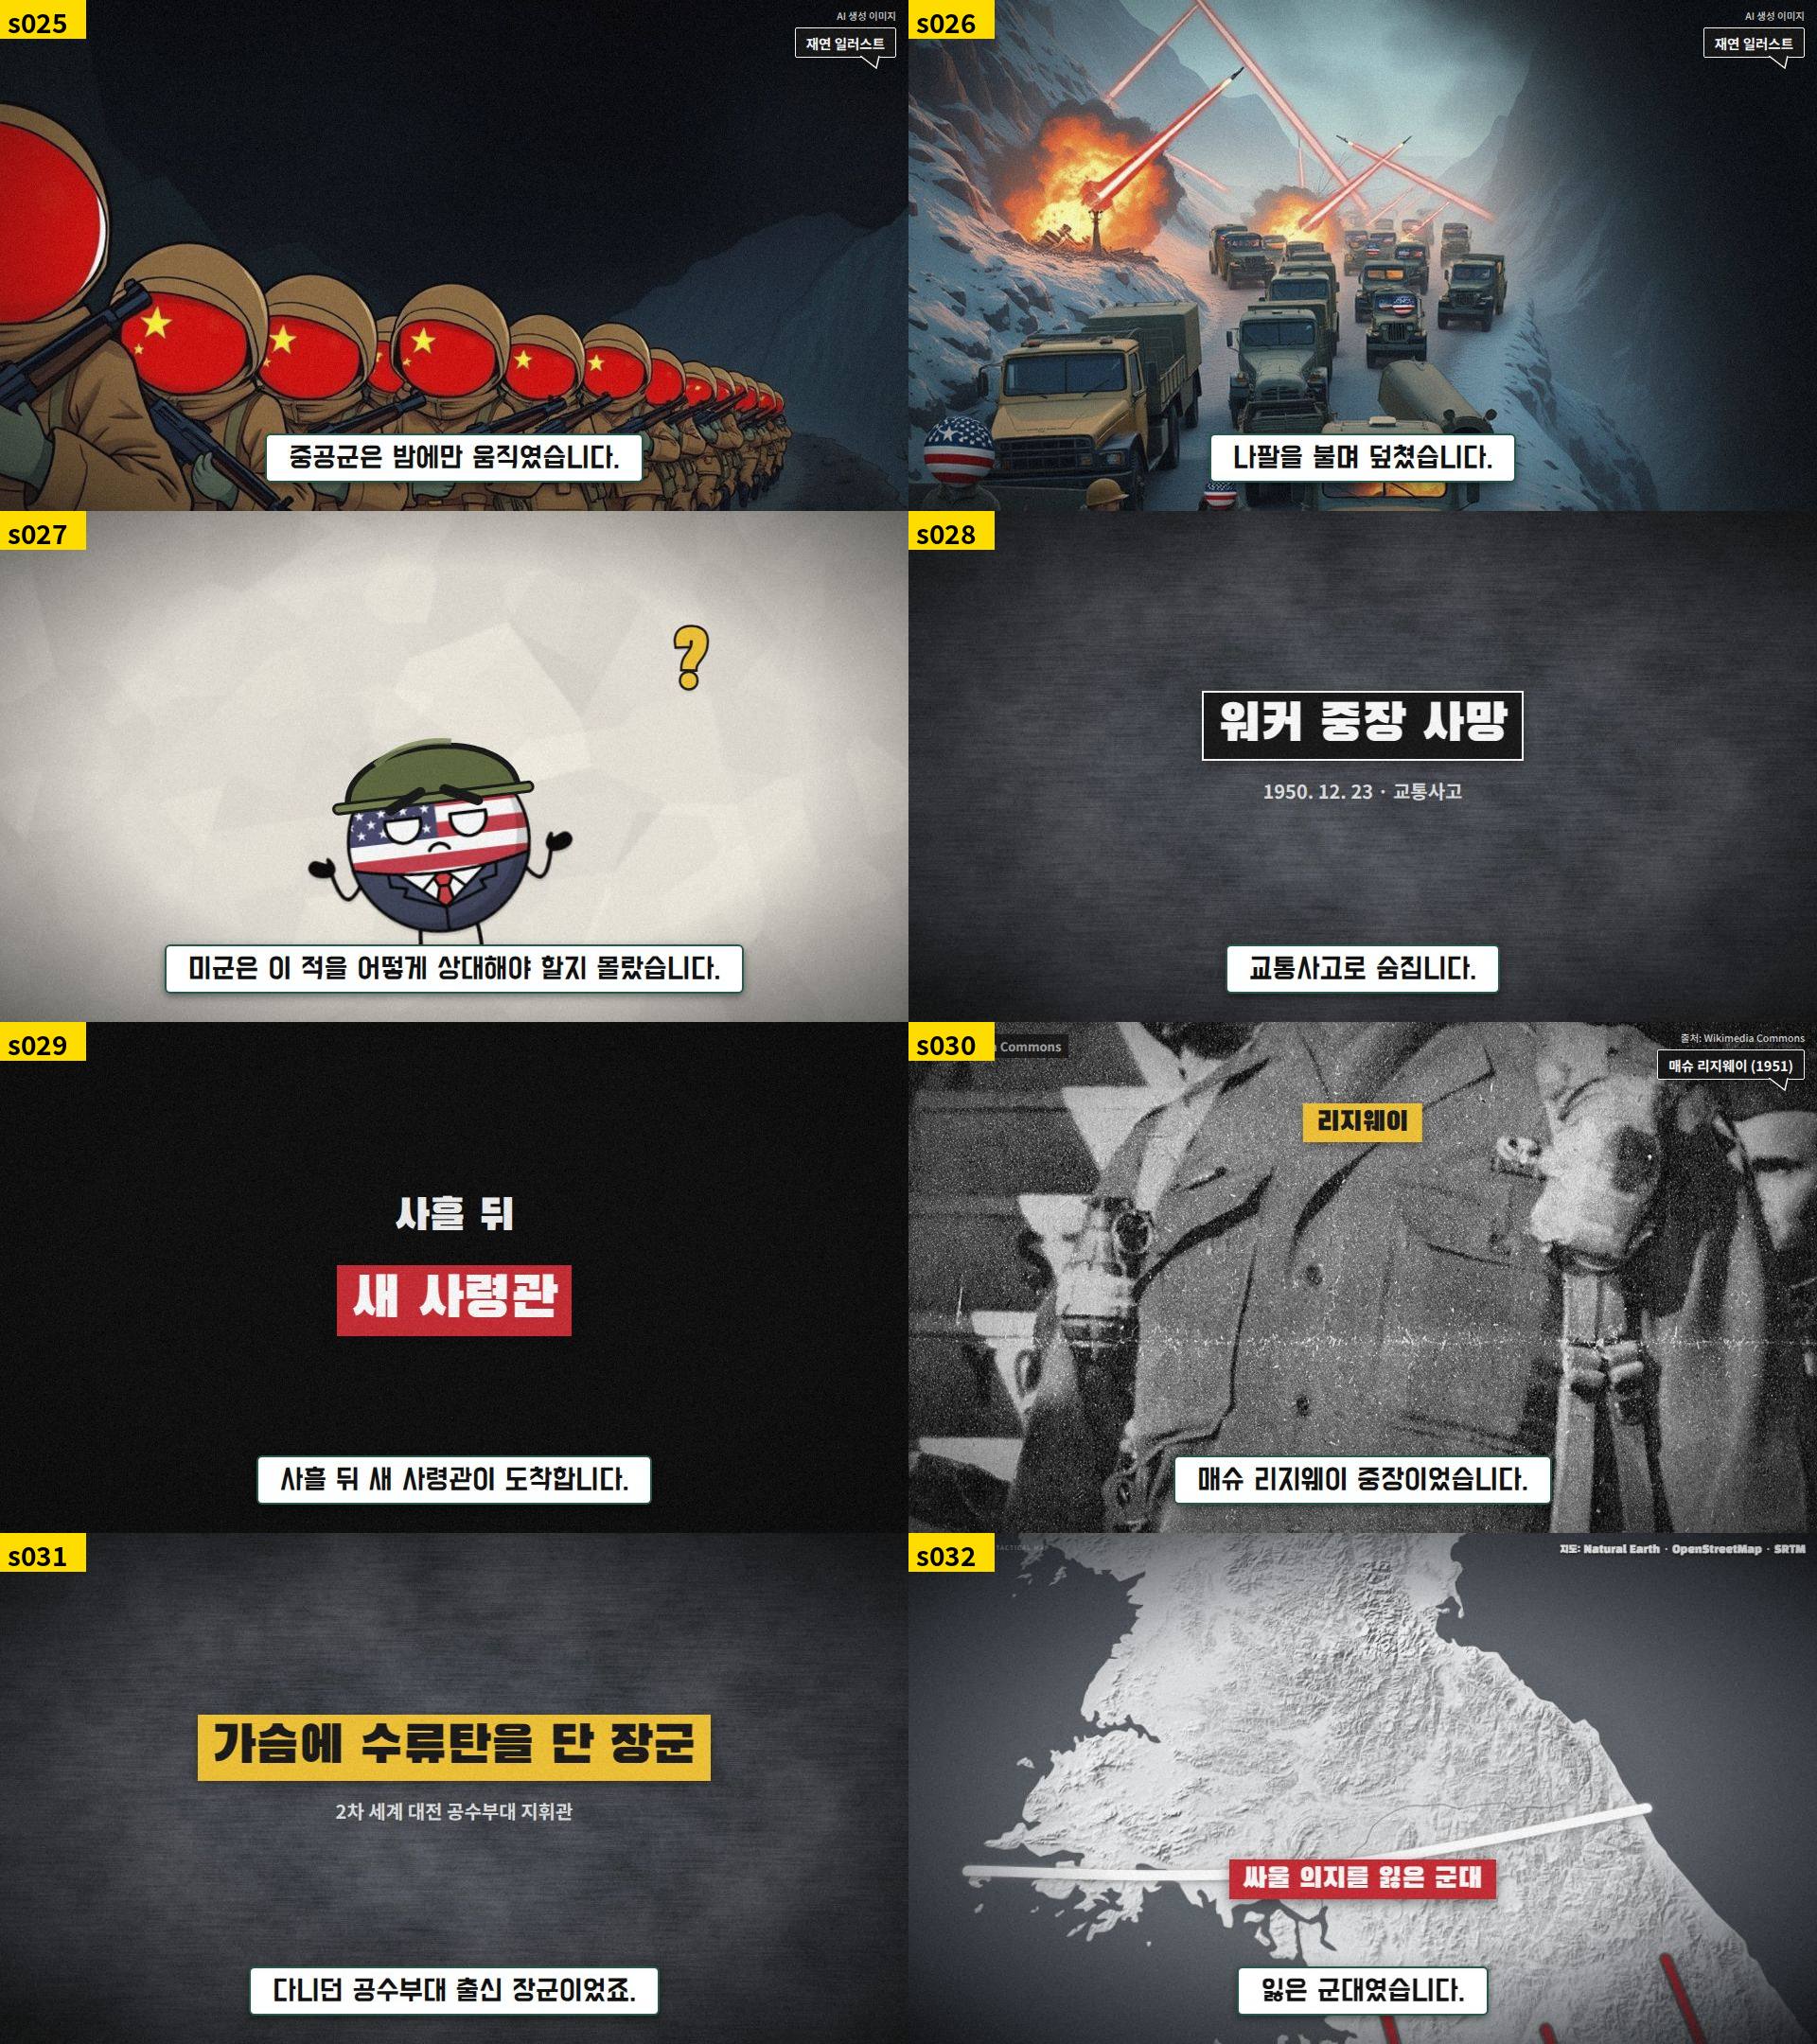 s025
AI 생성 이미지
재연 일러스트
중공군은 밤에만 움직였습니다.
s026
AI 생성 이미지
재연 일러스트
나팔을 불며 덮쳤습니다.
s027
?
미군은 이 적을 어떻게 상대해야 할지 몰랐습니다.
s028
워커 중장 사망
1950. 12. 23 · 교통사고
교통사고로 숨집니다.
s029
사흘 뒤
새 사령관
사흘 뒤 새 사령관이 도착합니다.
s030
Commons
출처: Wikimedia Commons
매슈 리지웨이 (1951)
리지웨이
매슈 리지웨이 중장이었습니다.
s031
가슴에 수류탄을 단 장군
2차 세계 대전 공수부대 지휘관
다니던 공수부대 출신 장군이었죠.
s032
TACTICAL
지도: Natural Earth · OpenStreetMap · SRTM
싸울 의지를 잃은 군대
잃은 군대였습니다.